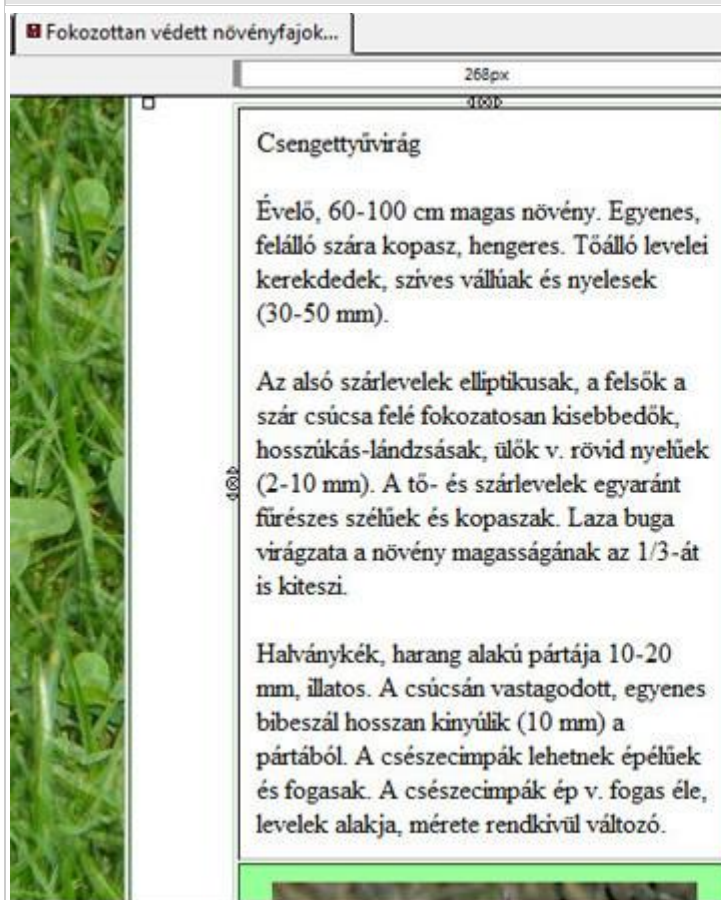 Fokozottan védett növényfajok...
268px
Csengettyűvirág
Évelő, 60-100 cm magas növény. Egyenes,
felálló szára kopasz, hengeres. Tőálló levelei
kerekdedek, szíves vállúak és nyelesek
(30-50 mm).
Az alsó szárlevelek elliptikusak, a felsők a
szár csúcsa felé fokozatosan kisebbedők,
hosszúkás-lándzsásak, ülők v. rövid nyelűek
(2-10 mm). A tő- és szárlevelek egyaránt
fűrészes szélűek és kopaszak. Laza buga
virágzata a növény magasságának az 1/3-át
is kiteszi.
Halványkék, harang alakú pártája 10-20
mm, illatos. A csúcsán vastagodott, egyenes
bibeszál hosszan kinyúlik (10 mm) a
pártából. A csészecimpák lehetnek épélűek
és fogasak. A csészecimpák ép v. fogas éle,
levelek alakja, mérete rendkívül változó.